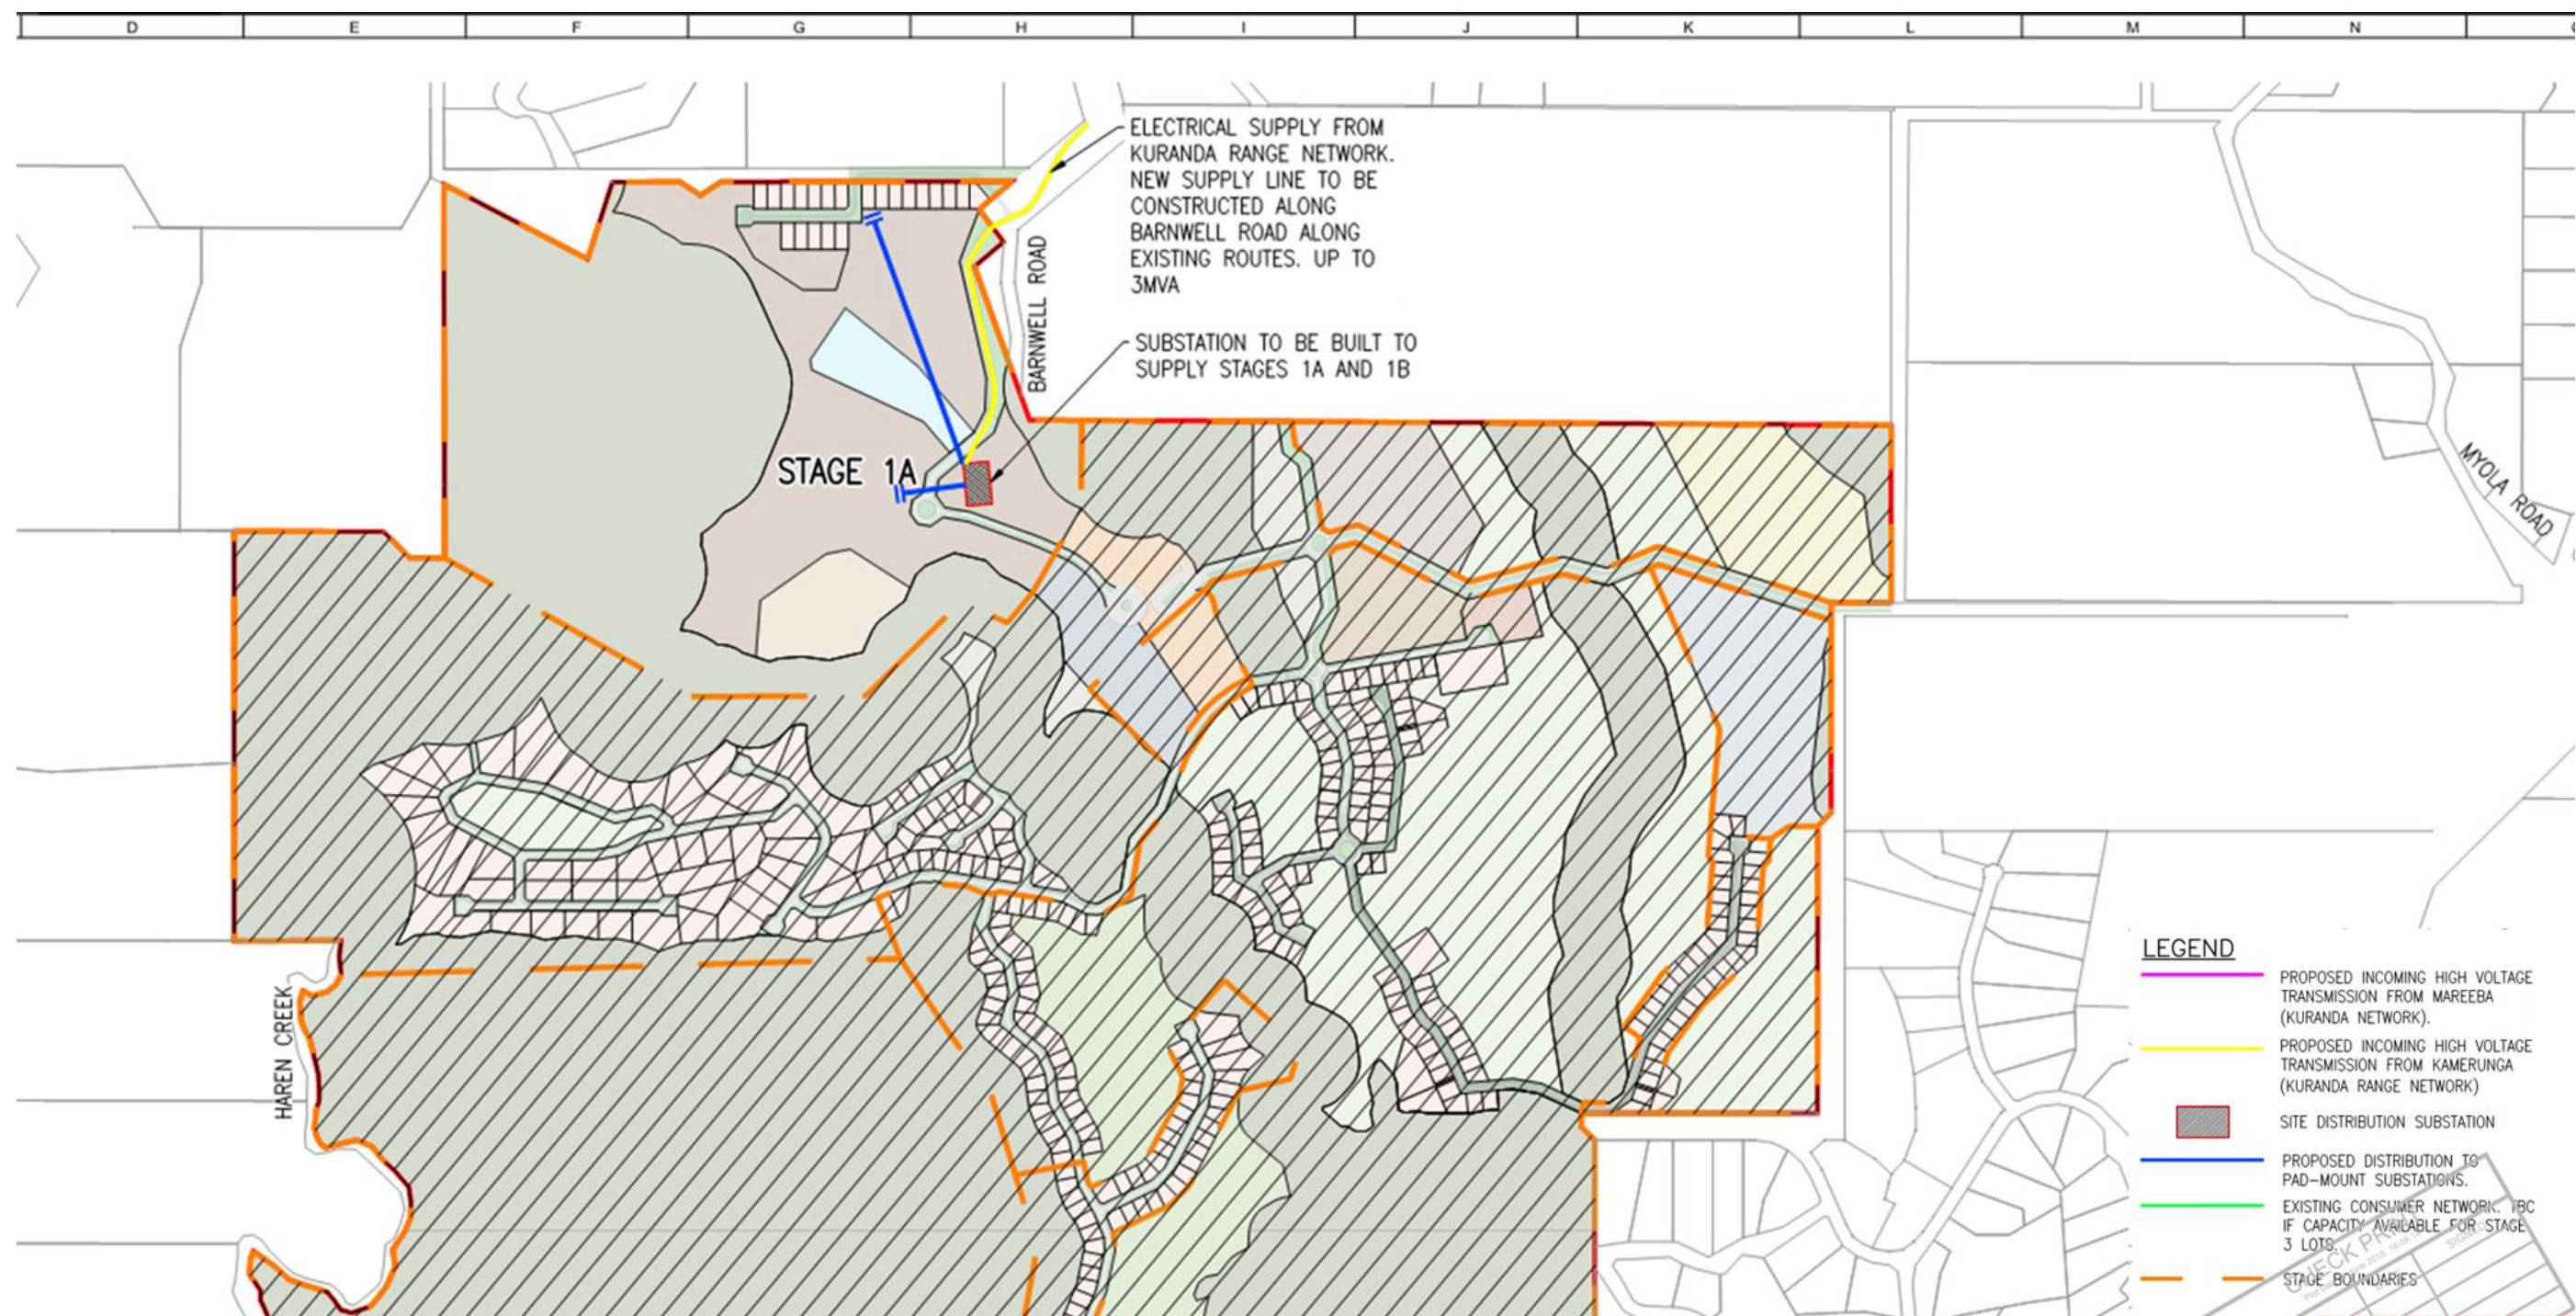 D E F G H I J K L M N
ELECTRICAL SUPPLY FROM
KURANDA RANGE NETWORK.
NEW SUPPLY LINE TO BE
CONSTRUCTED ALONG
BARNWELL ROAD ALONG
EXISTING ROUTES. UP TO
3MVA
BARNWELL ROAD
SUBSTATION TO BE BUILT TO
SUPPLY STAGES 1A AND 1B
STAGE 1A
MYOLA ROAD
HAREN CREEK
LEGEND
PROPOSED INCOMING HIGH VOLTAGE
TRANSMISSION FROM MAREEBA
(KURANDA NETWORK).
PROPOSED INCOMING HIGH VOLTAGE
TRANSMISSION FROM KAMERUNGA
(KURANDA RANGE NETWORK)
SITE DISTRIBUTION SUBSTATION
PROPOSED DISTRIBUTION TO
PAD-MOUNT SUBSTATIONS.
EXISTING CONSUMER NETWORK. TBC
IF CAPACITY AVAILABLE FOR STAGE
3 LOTS.
STAGE BOUNDARIES
CHECK PRINT